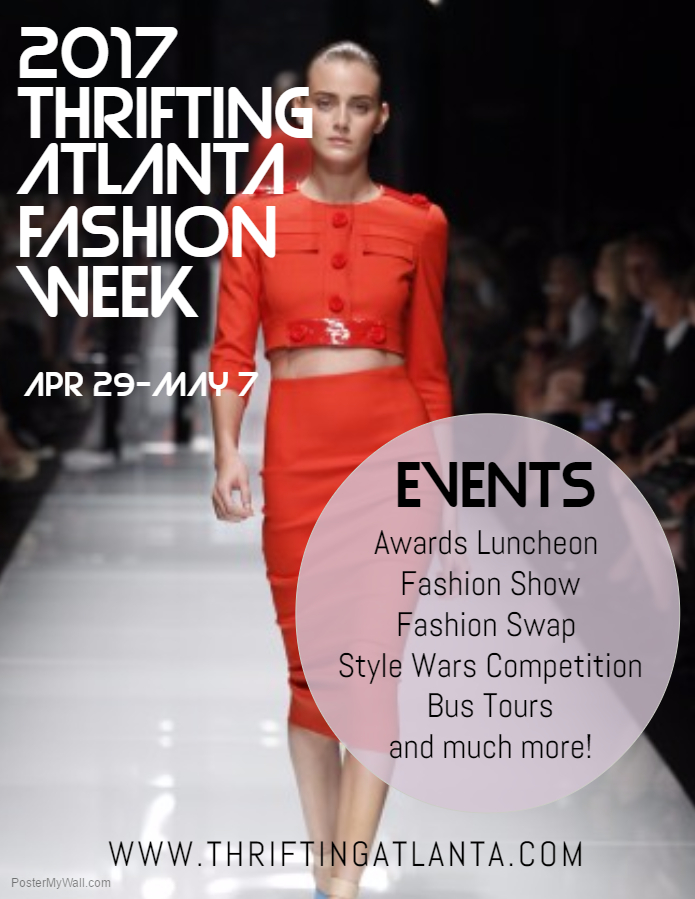 2017
THRIFTING
ATLANTA
FASHION
WEEK
APR 29-MAY 7
EVENTS
Awards Luncheon
Fashion Show
Fashion Swap
Style Wars Competition
Bus Tours
and much more!
WWW.THRIFTINGATLANTA.COM
PosterMyWall.com